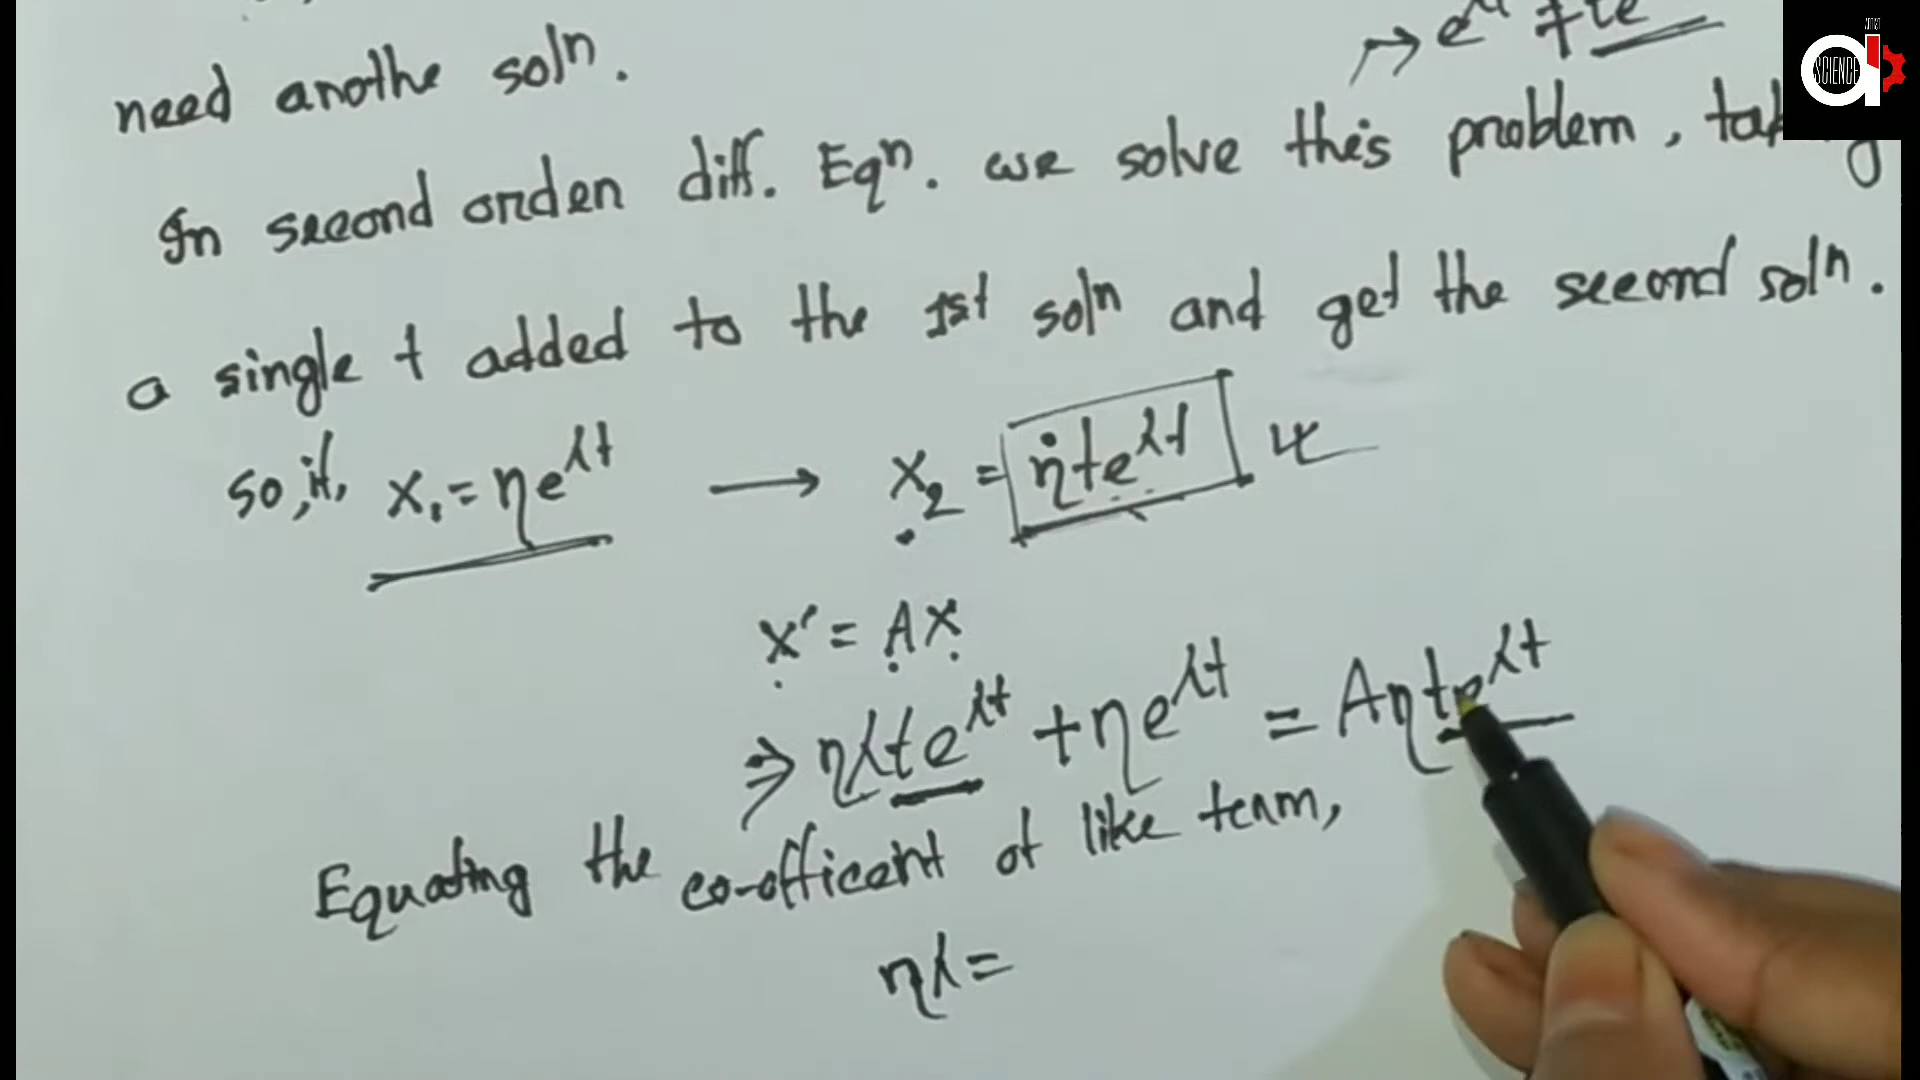 → e^λt, te
need anothe solⁿ.
In second order diff. Eqⁿ. we solve this problem,
a single t added to the 1st solⁿ and get the second solⁿ.
so, if, x₁ = ηe^λt → x₂ = ηte^λt
x' = Ax
⇒ ηλte^λt + ηe^λt = Aηte^λt
Equating the co-officent of like term,
ηλ =
SCIENCE